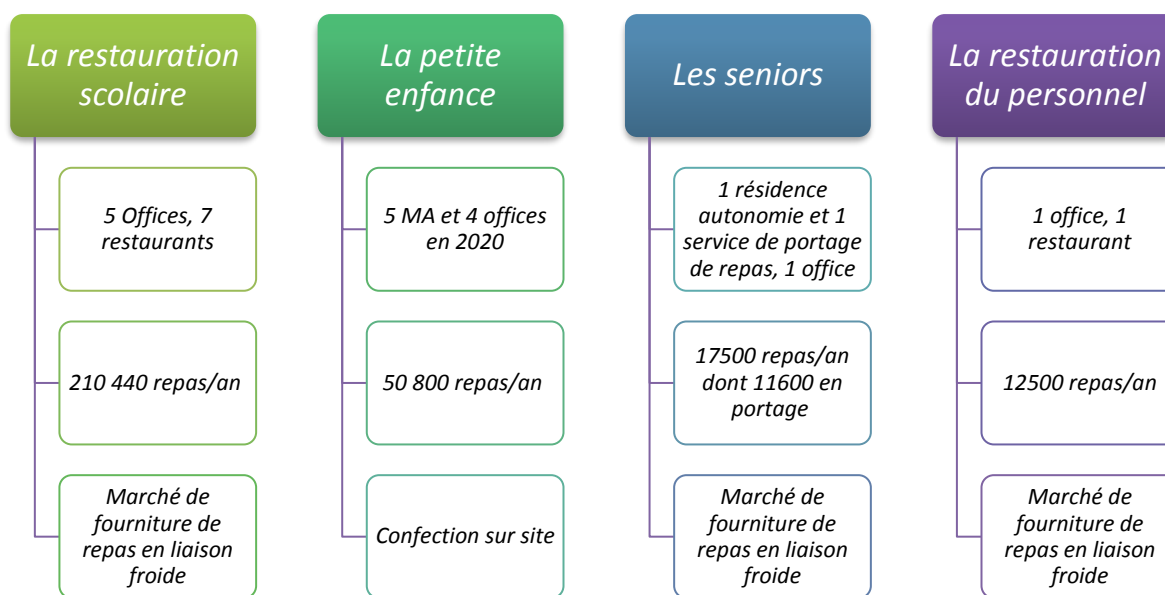 La restauration
scolaire
5 Offices, 7
restaurants
210 440 repas/an
Marché de
fourniture de
repas en liaison
froide
La petite
enfance
5 MA et 4 offices
en 2020
50 800 repas/an
Confection sur site
Les seniors
1 résidence
autonomie et 1
service de portage
de repas, 1 office
17500 repas/an
dont 11600 en
portage
Marché de
fourniture de
repas en liaison
froide
La restauration
du personnel
1 office, 1
restaurant
12500 repas/an
Marché de
fourniture de
repas en liaison
froide